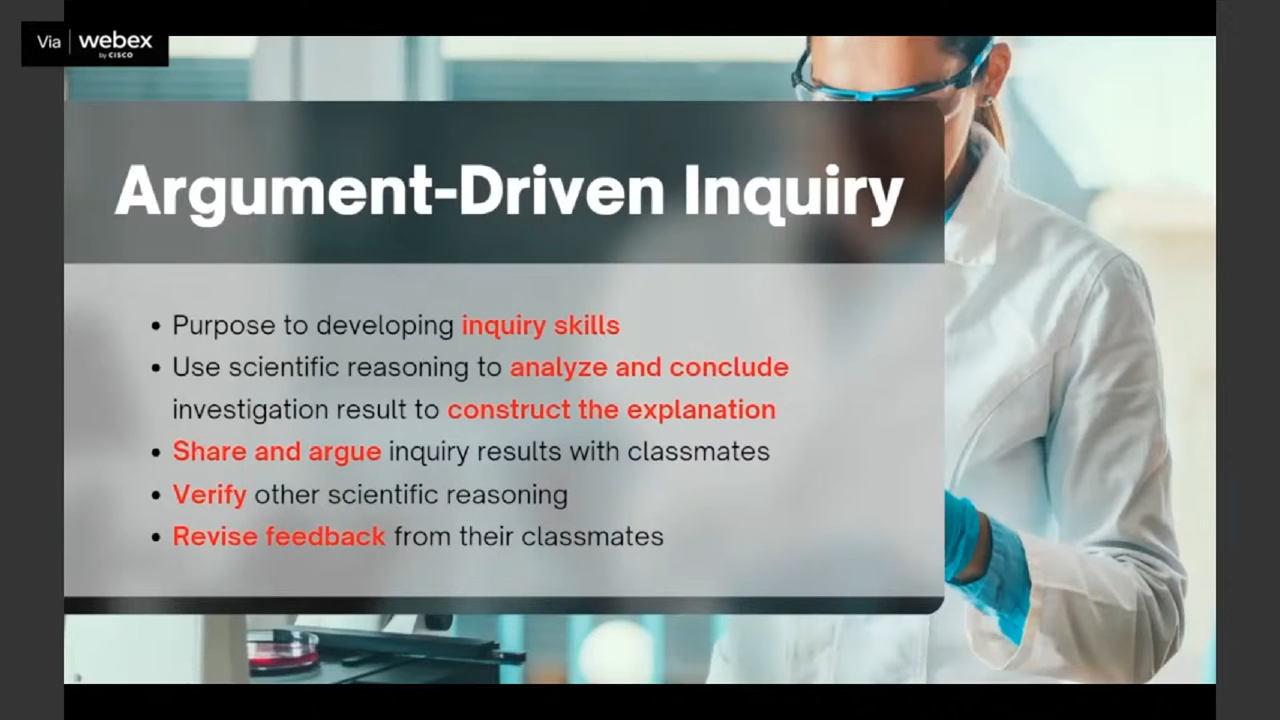 Via webex
by CISCO
Argument-Driven Inquiry
• Purpose to developing inquiry skills
• Use scientific reasoning to analyze and conclude
investigation result to construct the explanation
• Share and argue inquiry results with classmates
• Verify other scientific reasoning
• Revise feedback from their classmates